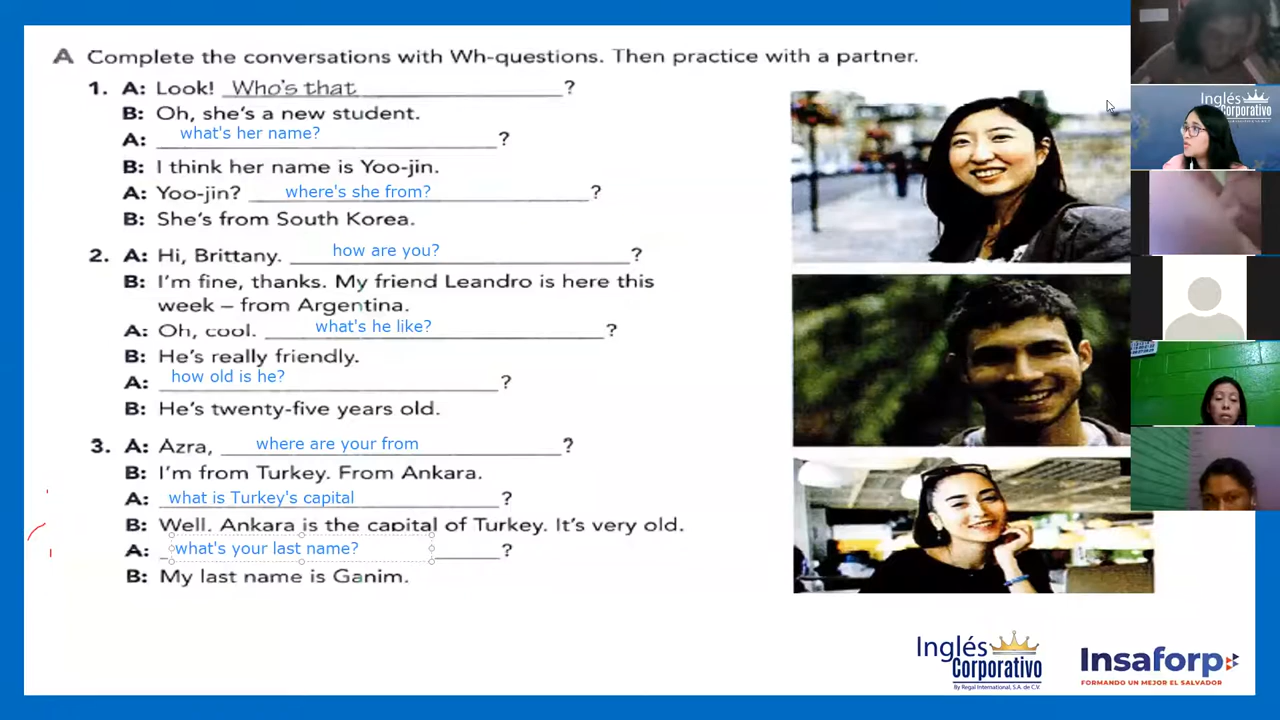 A Complete the conversations with Wh-questions. Then practice with a partner.
1. A: Look! Who's that ?
B: Oh, she's a new student.
A: what's her name? ?
B: I think her name is Yoo-jin.
A: Yoo-jin? where's she from? ?
B: She's from South Korea.
2. A: Hi, Brittany. how are you? ?
B: I'm fine, thanks. My friend Leandro is here this
week – from Argentina.
A: Oh, cool. what's he like? ?
B: He's really friendly.
A: how old is he? ?
B: He's twenty-five years old.
3. A: Azra, where are your from ?
B: I'm from Turkey. From Ankara.
A: what is Turkey's capital ?
B: Well, Ankara is the capital of Turkey. It's very old.
A: what's your last name? ?
B: My last name is Ganim.
Inglés
Corporativo
Inglés
Corporativo
By Regal International, S.A. de C.V.
Insaforp
FORMANDO UN MEJOR EL SALVADOR